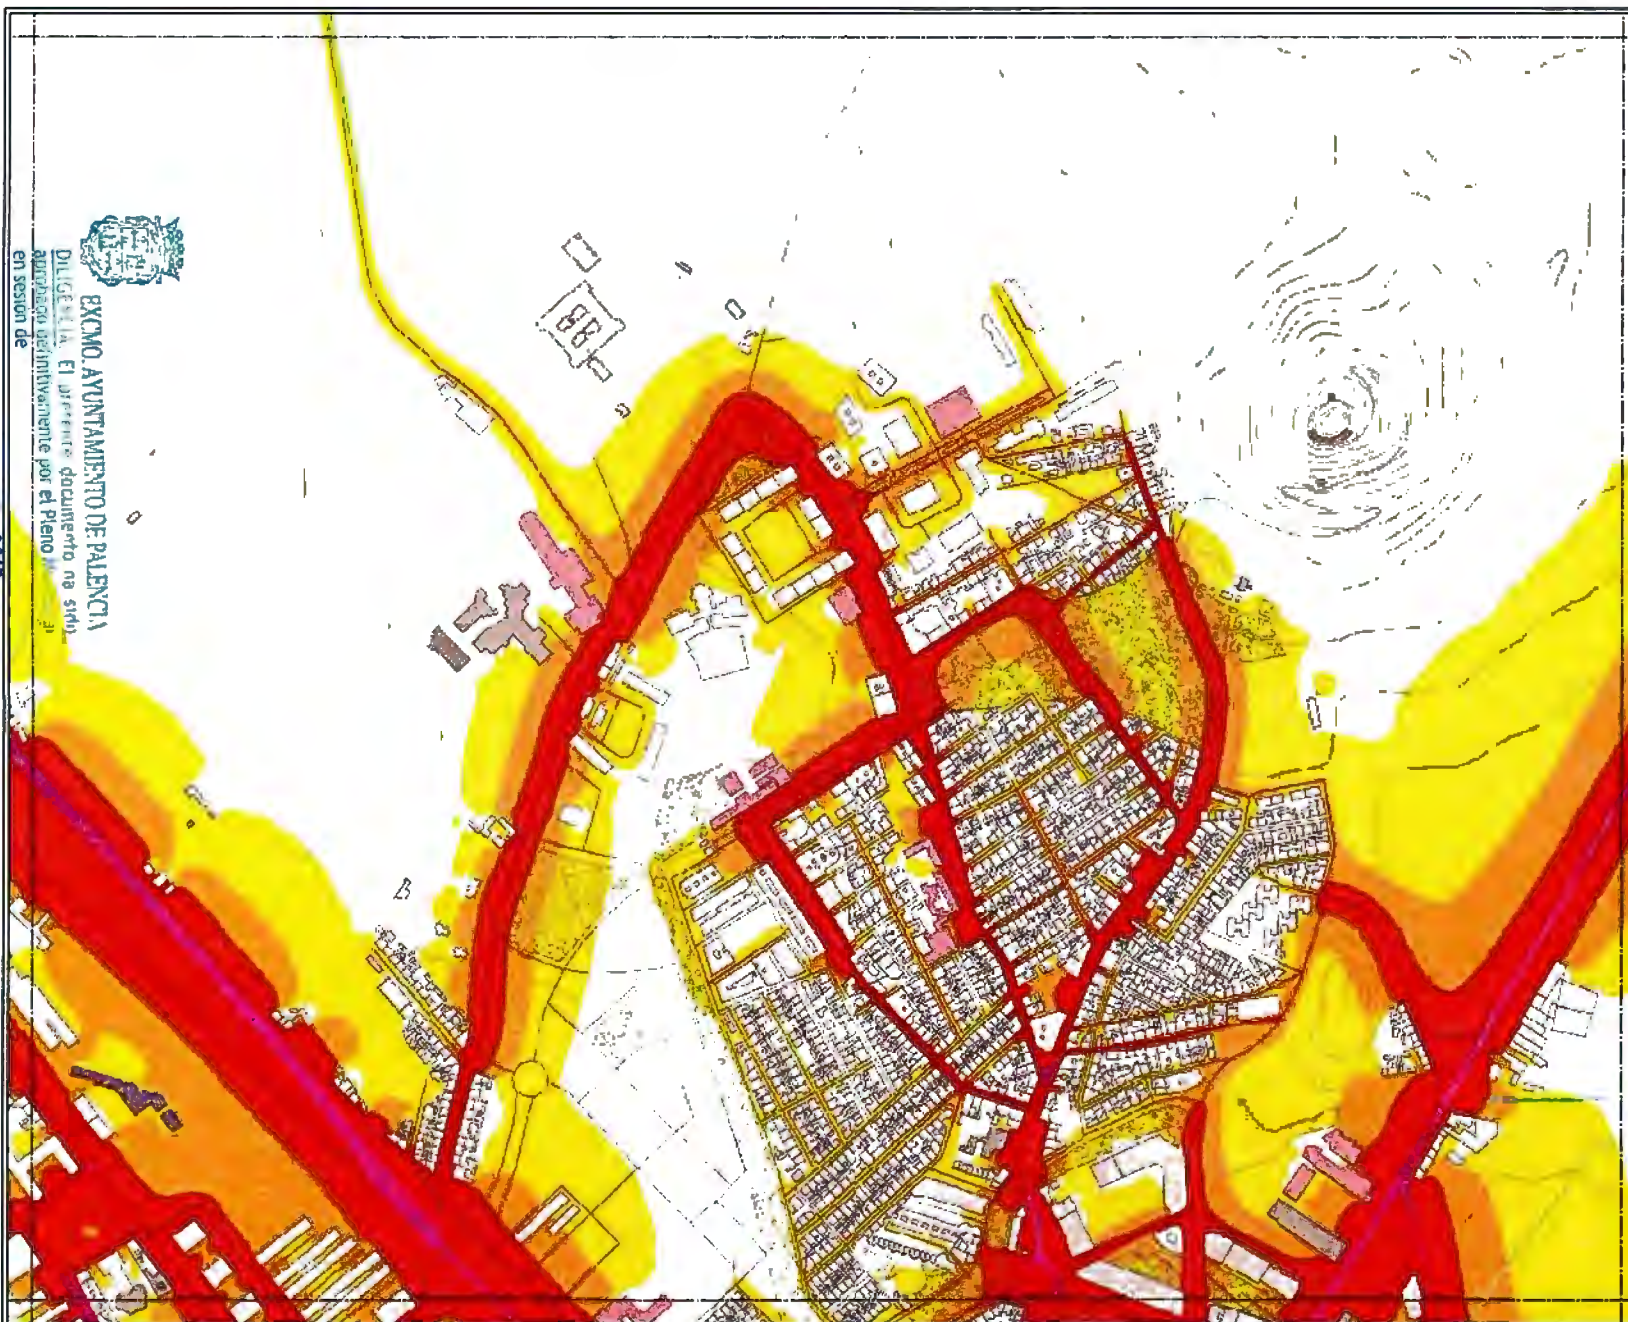 EXCMO. AYUNTAMIENTO DE PALENCIA
DILIGENCIA. El presente documento ha sido
aprobado definitivamente por el Pleno
en sesión de